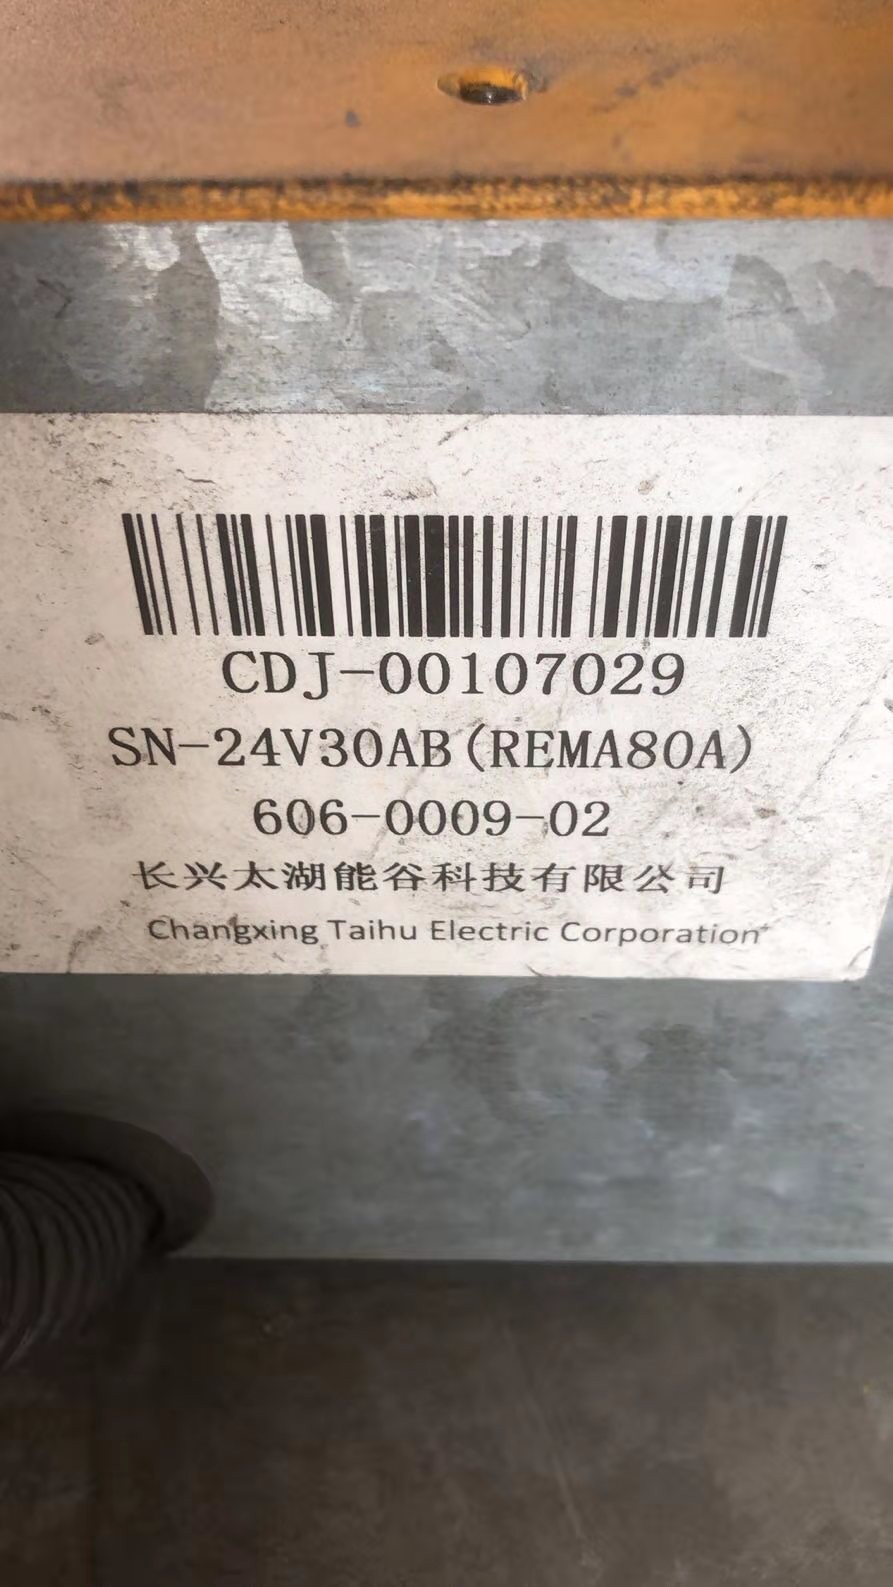 CDJ-00107029
SN-24V30AB(REMA80A)
606-0009-02
长兴太湖能谷科技有限公司
Changxing Taihu Electric Corporation